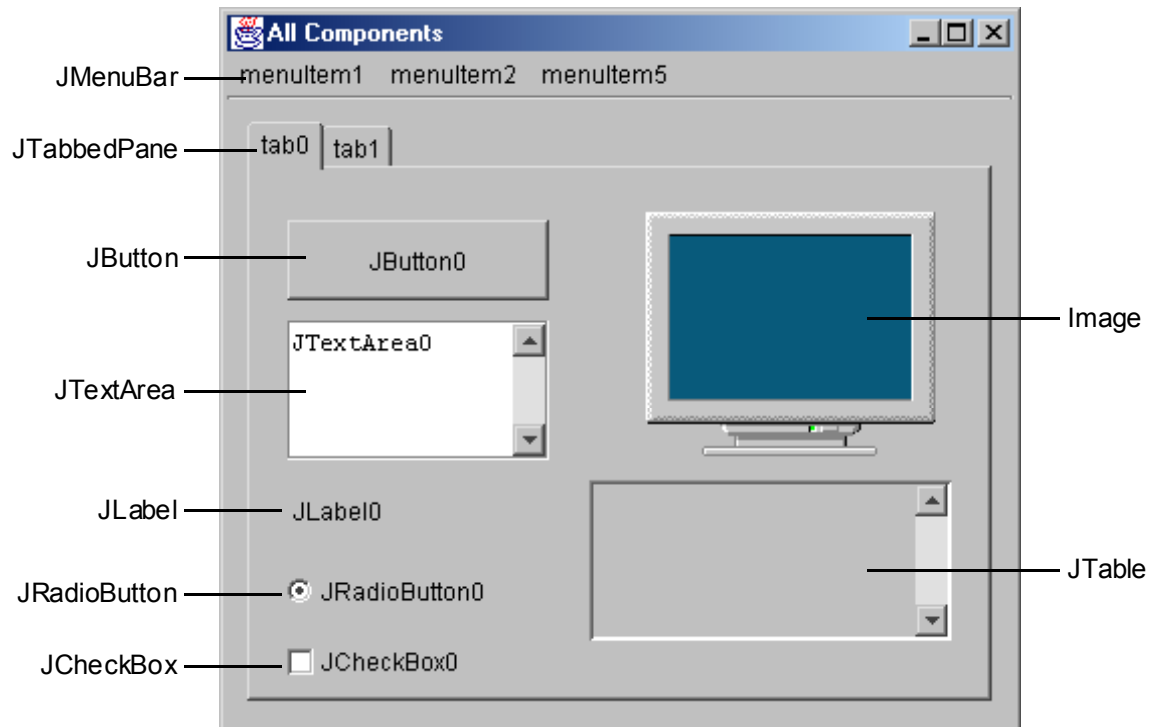 All Components
JMenuBar
menuItem1 menuItem2 menuItem5
JTabbedPane
tab0 tab1
JButton
JButton0
Image
JTextArea0
JTextArea
JLabel
JLabel0
JTable
JRadioButton
JRadioButton0
JCheckBox
JCheckBox0